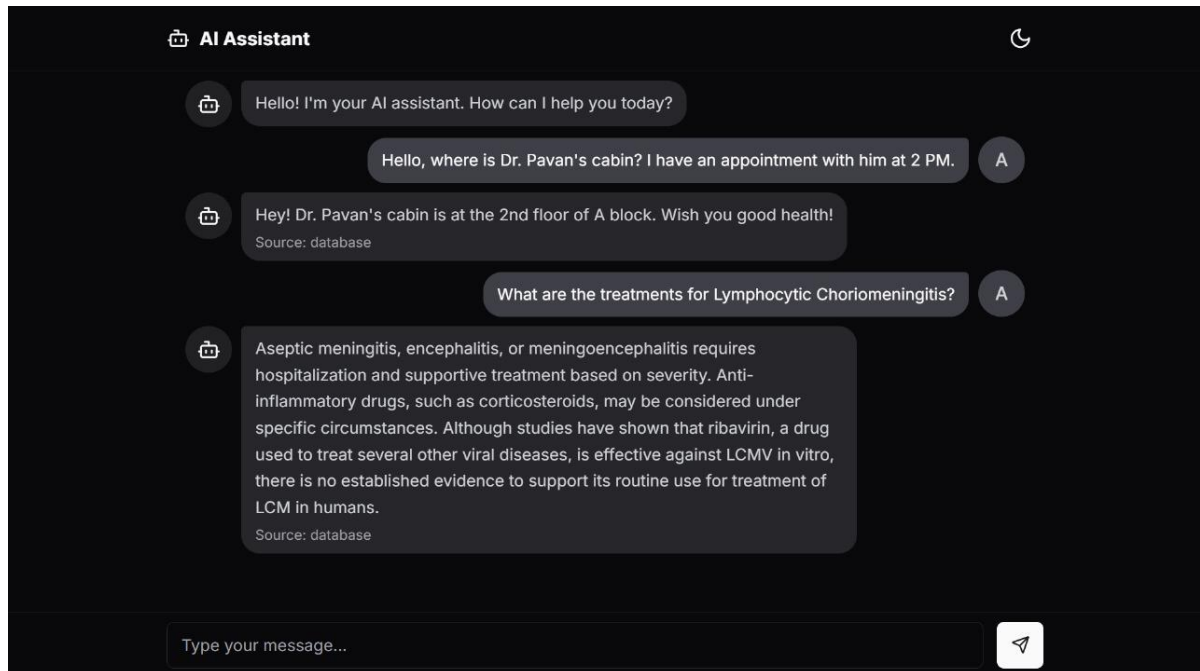 AI Assistant
Hello! I'm your AI assistant. How can I help you today?
Hello, where is Dr. Pavan's cabin? I have an appointment with him at 2 PM.
A
Hey! Dr. Pavan's cabin is at the 2nd floor of A block. Wish you good health!
Source: database
What are the treatments for Lymphocytic Choriomeningitis?
A
Aseptic meningitis, encephalitis, or meningoencephalitis requires
hospitalization and supportive treatment based on severity. Anti-
inflammatory drugs, such as corticosteroids, may be considered under
specific circumstances. Although studies have shown that ribavirin, a drug
used to treat several other viral diseases, is effective against LCMV in vitro,
there is no established evidence to support its routine use for treatment of
LCM in humans.
Source: database
Type your message...